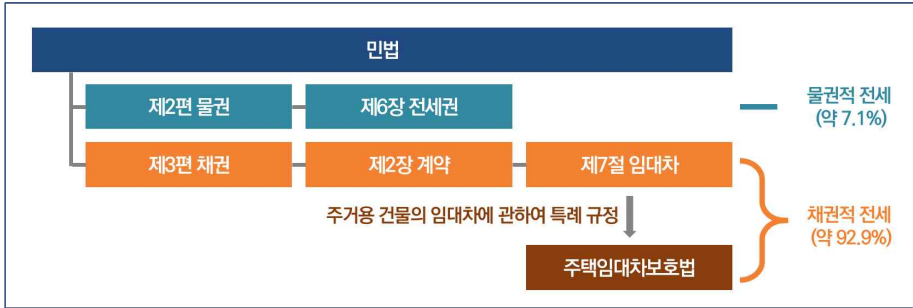 민법
제2편 물권
제6장 전세권
물권적 전세
(약 7.1%)
제3편 채권
제2장 계약
제7절 임대차
주거용 건물의 임대차에 관하여 특례 규정
채권적 전세
(약 92.9%)
주택임대차보호법